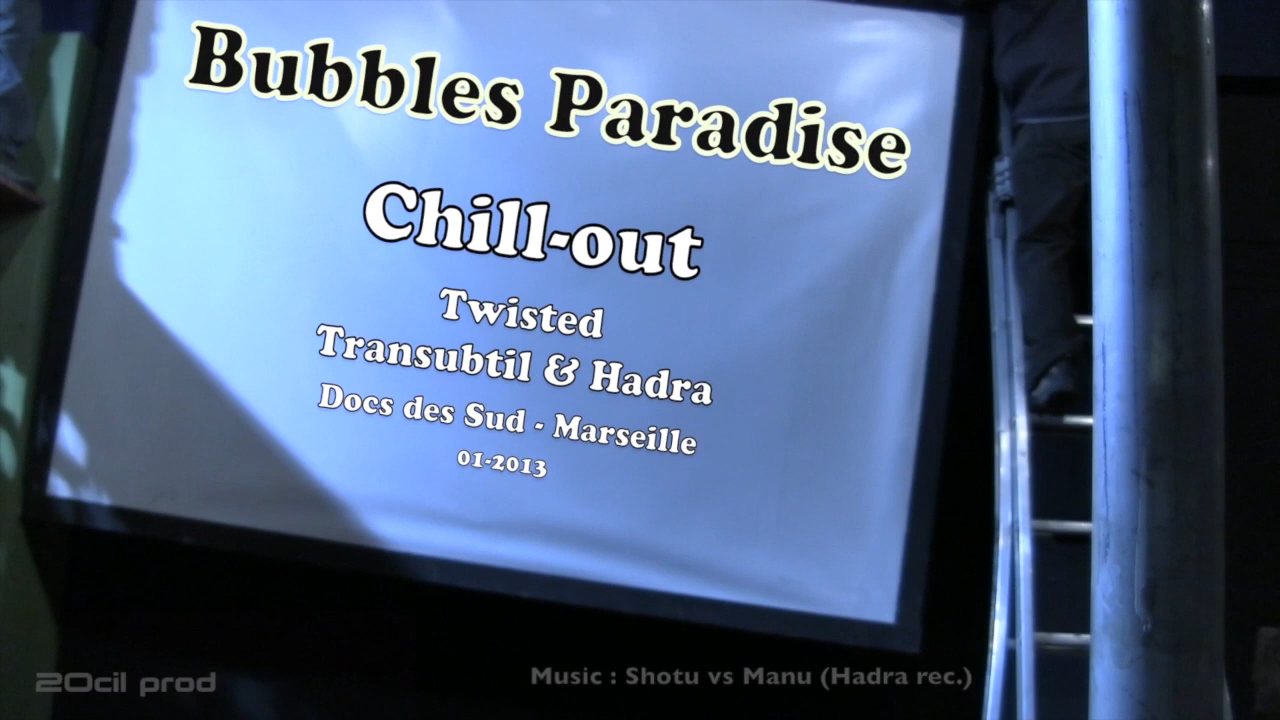 Bubbles Paradise
Chill-out
Twisted
Transubtil & Hadra
Docs des Sud - Marseille
01-2013
20cil prod
Music : Shotu vs Manu (Hadra rec.)